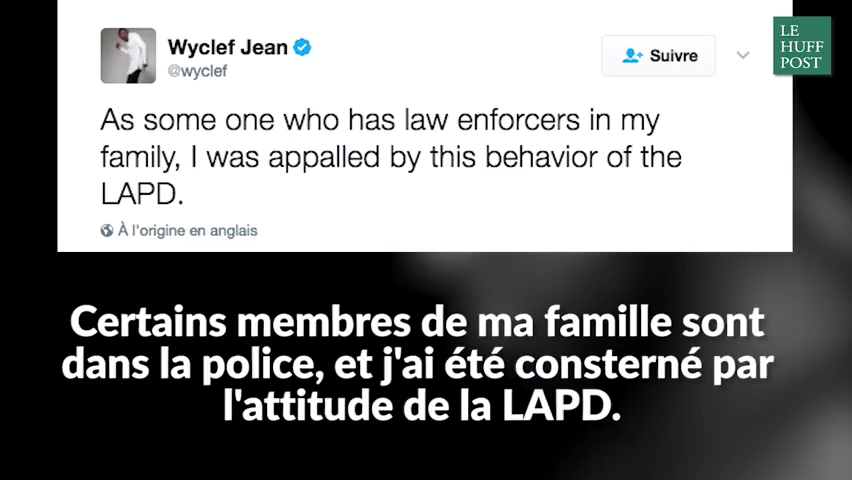 Wyclef Jean
@wyclef
Suivre
LE
HUFF
POST
As some one who has law enforcers in my
family, I was appalled by this behavior of the
LAPD.
À l'origine en anglais
Certains membres de ma famille sont
dans la police, et j'ai été consterné par
l'attitude de la LAPD.